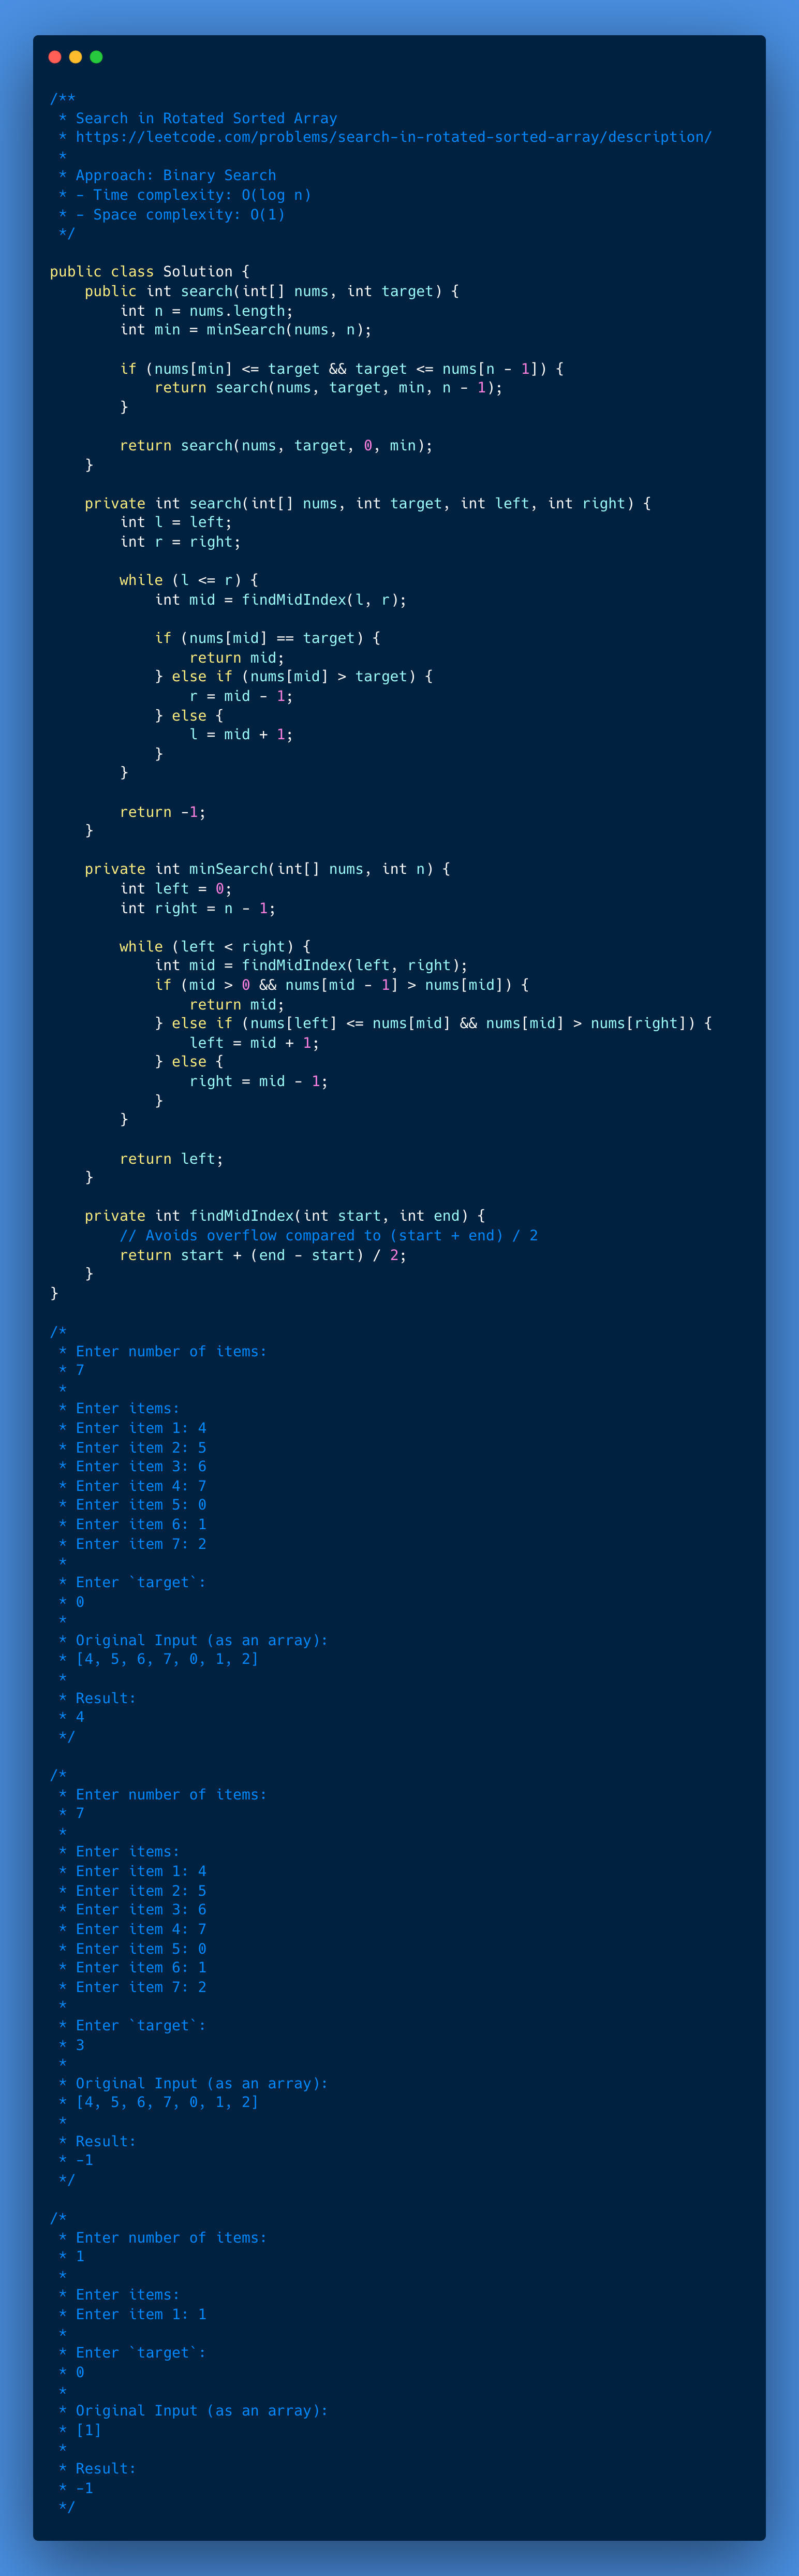 /**
 * Search in Rotated Sorted Array
 * https://leetcode.com/problems/search-in-rotated-sorted-array/description/
 *
 * Approach: Binary Search
 * - Time complexity: O(log n)
 * - Space complexity: O(1)
 */

public class Solution {
    public int search(int[] nums, int target) {
        int n = nums.length;
        int min = minSearch(nums, n);

        if (nums[min] <= target && target <= nums[n - 1]) {
            return search(nums, target, min, n - 1);
        }

        return search(nums, target, 0, min);
    }

    private int search(int[] nums, int target, int left, int right) {
        int l = left;
        int r = right;

        while (l <= r) {
            int mid = findMidIndex(l, r);

            if (nums[mid] == target) {
                return mid;
            } else if (nums[mid] > target) {
                r = mid - 1;
            } else {
                l = mid + 1;
            }
        }

        return -1;
    }

    private int minSearch(int[] nums, int n) {
        int left = 0;
        int right = n - 1;

        while (left < right) {
            int mid = findMidIndex(left, right);
            if (mid > 0 && nums[mid - 1] > nums[mid]) {
                return mid;
            } else if (nums[left] <= nums[mid] && nums[mid] > nums[right]) {
                left = mid + 1;
            } else {
                right = mid - 1;
            }
        }

        return left;
    }

    private int findMidIndex(int start, int end) {
        // Avoids overflow compared to (start + end) / 2
        return start + (end - start) / 2;
    }
}

/*
 * Enter number of items:
 * 7
 *
 * Enter items:
 * Enter item 1: 4
 * Enter item 2: 5
 * Enter item 3: 6
 * Enter item 4: 7
 * Enter item 5: 0
 * Enter item 6: 1
 * Enter item 7: 2
 *
 * Enter `target`:
 * 0
 *
 * Original Input (as an array):
 * [4, 5, 6, 7, 0, 1, 2]
 *
 * Result:
 * 4
 */

/*
 * Enter number of items:
 * 7
 *
 * Enter items:
 * Enter item 1: 4
 * Enter item 2: 5
 * Enter item 3: 6
 * Enter item 4: 7
 * Enter item 5: 0
 * Enter item 6: 1
 * Enter item 7: 2
 *
 * Enter `target`:
 * 3
 *
 * Original Input (as an array):
 * [4, 5, 6, 7, 0, 1, 2]
 *
 * Result:
 * -1
 */

/*
 * Enter number of items:
 * 1
 *
 * Enter items:
 * Enter item 1: 1
 *
 * Enter `target`:
 * 0
 *
 * Original Input (as an array):
 * [1]
 *
 * Result:
 * -1
 */